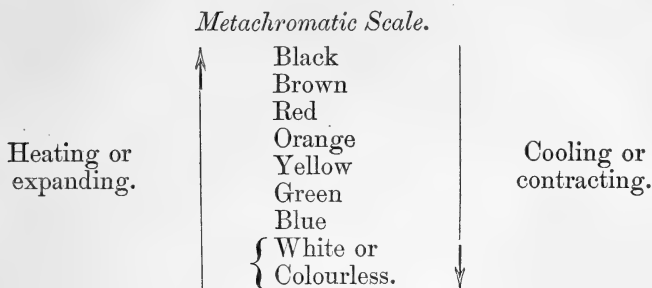 Metachromatic Scale.
Black
Brown
Red
Orange
Heating or
expanding.
Yellow
Cooling or
contracting.
Green
Blue
White or
Colourless.